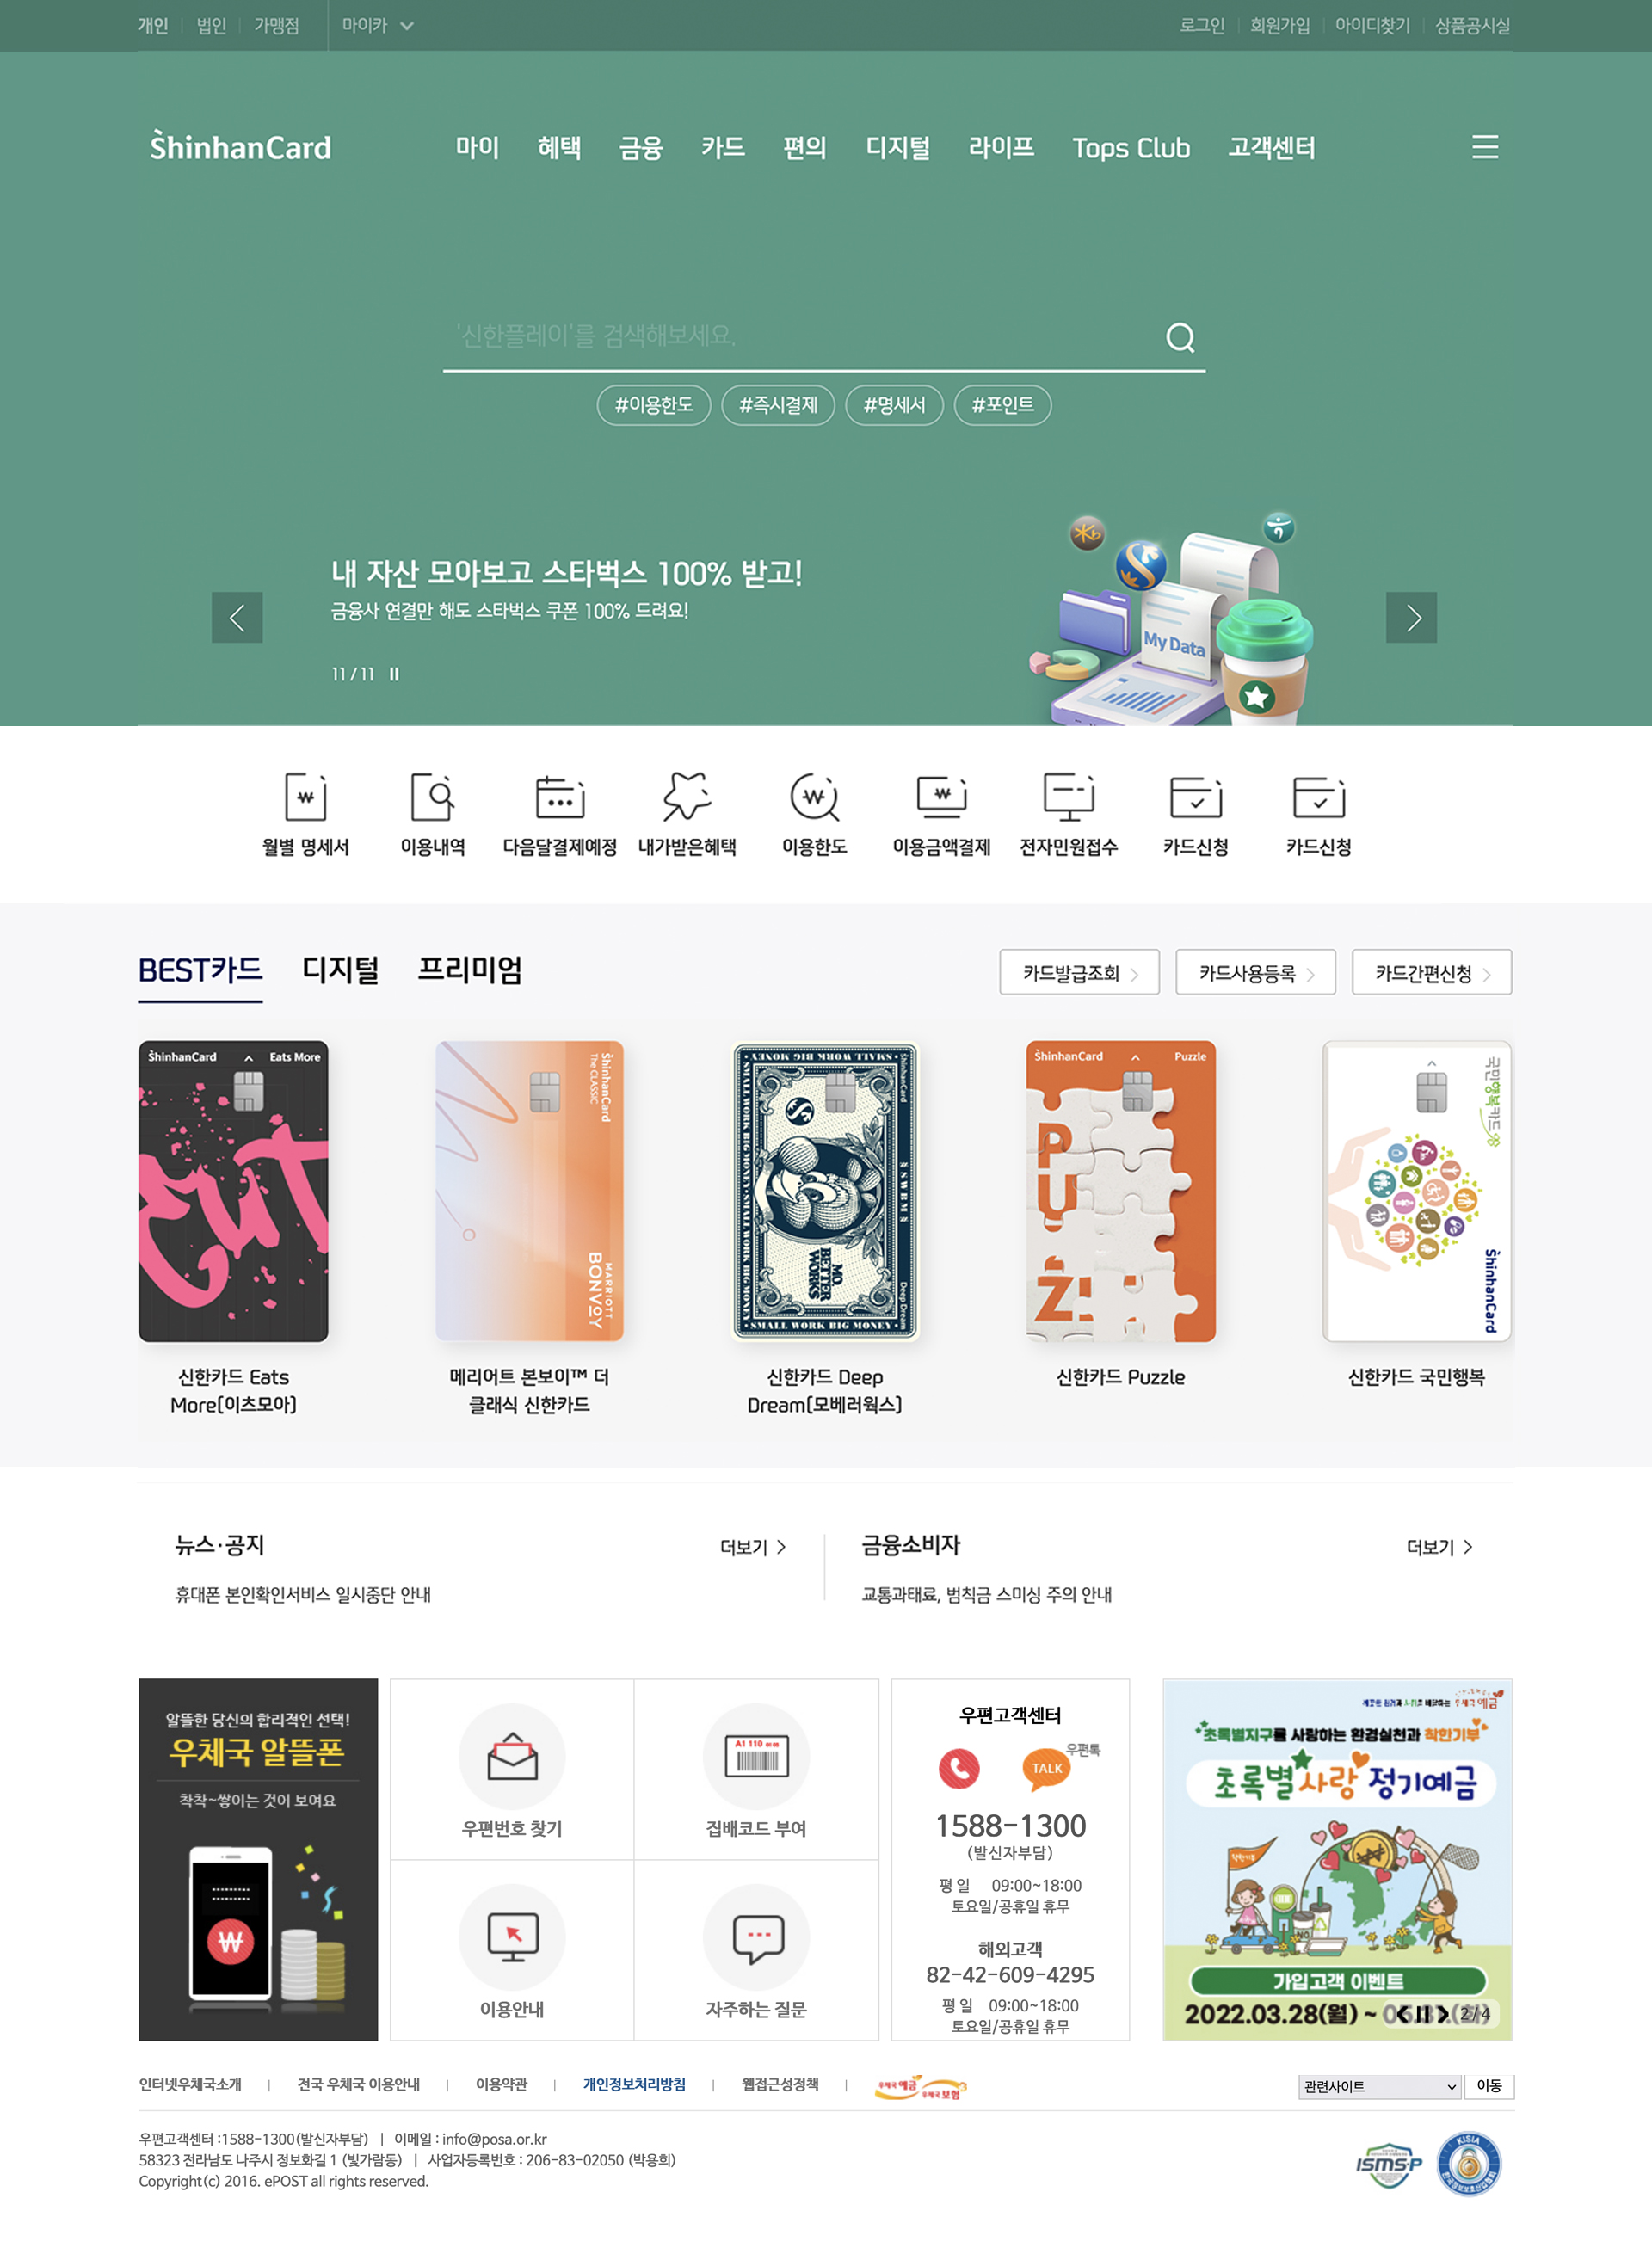 개인 법인 가맹점 마이카 로그인 회원가입 아이디찾기 상품공시실
ShinhanCard 마이 혜택 금융 카드 편의 디지털 라이프 Tops Club 고객센터
'신한플레이'를 검색해보세요.
#이용한도 #즉시결제 #명세서 #포인트
내 자산 모아보고 스타벅스 100% 받고!
금융사 연결만 해도 스타벅스 쿠폰 100% 드려요!
11 / 11
My Data
월별 명세서 이용내역 다음달결제예정 내가받은혜택 이용한도 이용금액결제 전자민원접수 카드신청 카드신청
BEST카드 디지털 프리미엄 카드발급조회 카드사용등록 카드간편신청
ShinhanCard Eats More
Eat
ShinhanCard
The CLASSIC
MARRIOTT
BONVOY
SMALL WORK BIG MONEY
ShinhanCard
SWBM
MO BETTER WORKS
Deep Dream
SMALL WORK BIG MONEY
ShinhanCard Puzzle
PUZ
국민행복카드
ShinhanCard
신한카드 Eats
More(이츠모아)
메리어트 본보이™ 더
클래식 신한카드
신한카드 Deep
Dream(모베러웍스)
신한카드 Puzzle
신한카드 국민행복
뉴스·공지 더보기
휴대폰 본인확인서비스 일시중단 안내
금융소비자 더보기
교통과태료, 범칙금 스미싱 주의 안내
알뜰한 당신의 합리적인 선택!
우체국 알뜰폰
착착~쌓이는 것이 보여요
우편번호 찾기
A1 110
집배코드 부여
이용안내
자주하는 질문
우편고객센터
TALK 우편톡
1588-1300
(발신자부담)
평 일 09:00~18:00
토요일/공휴일 휴무
해외고객
82-42-609-4295
평 일 09:00~18:00
토요일/공휴일 휴무
우체국 예금
초록별지구를 사랑하는 환경실천과 착한기부
초록별 사랑 정기예금
가입고객 이벤트
2022.03.28(월) ~
2 / 4
인터넷우체국소개 | 전국 우체국 이용안내 | 이용약관 | 개인정보처리방침 | 웹접근성정책 | 우체국예금 우체국보험
관련사이트 이동
우편고객센터 :1588-1300(발신자부담) | 이메일 : info@posa.or.kr
58323 전라남도 나주시 정보화길 1 (빛가람동) | 사업자등록번호 : 206-83-02050 (박용희)
Copyright(c) 2016. ePOST all rights reserved.
ISMS-P
KISIA
한국정보보호산업협회